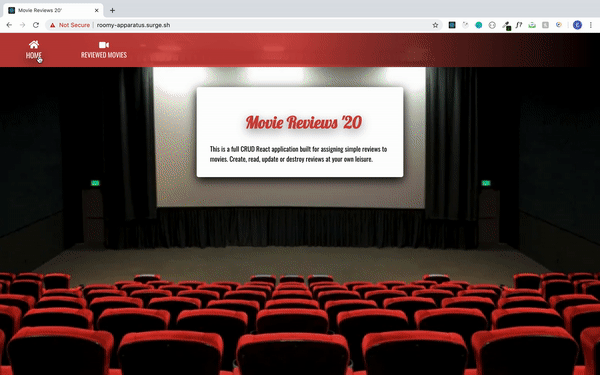 Movie Reviews 20'
Not Secure | roomy-apparatus.surge.sh
HOME
REVIEWED MOVIES
Movie Reviews '20
This is a full CRUD React application built for assigning simple reviews to
movies. Create, read, update or destroy reviews at your own leisure.